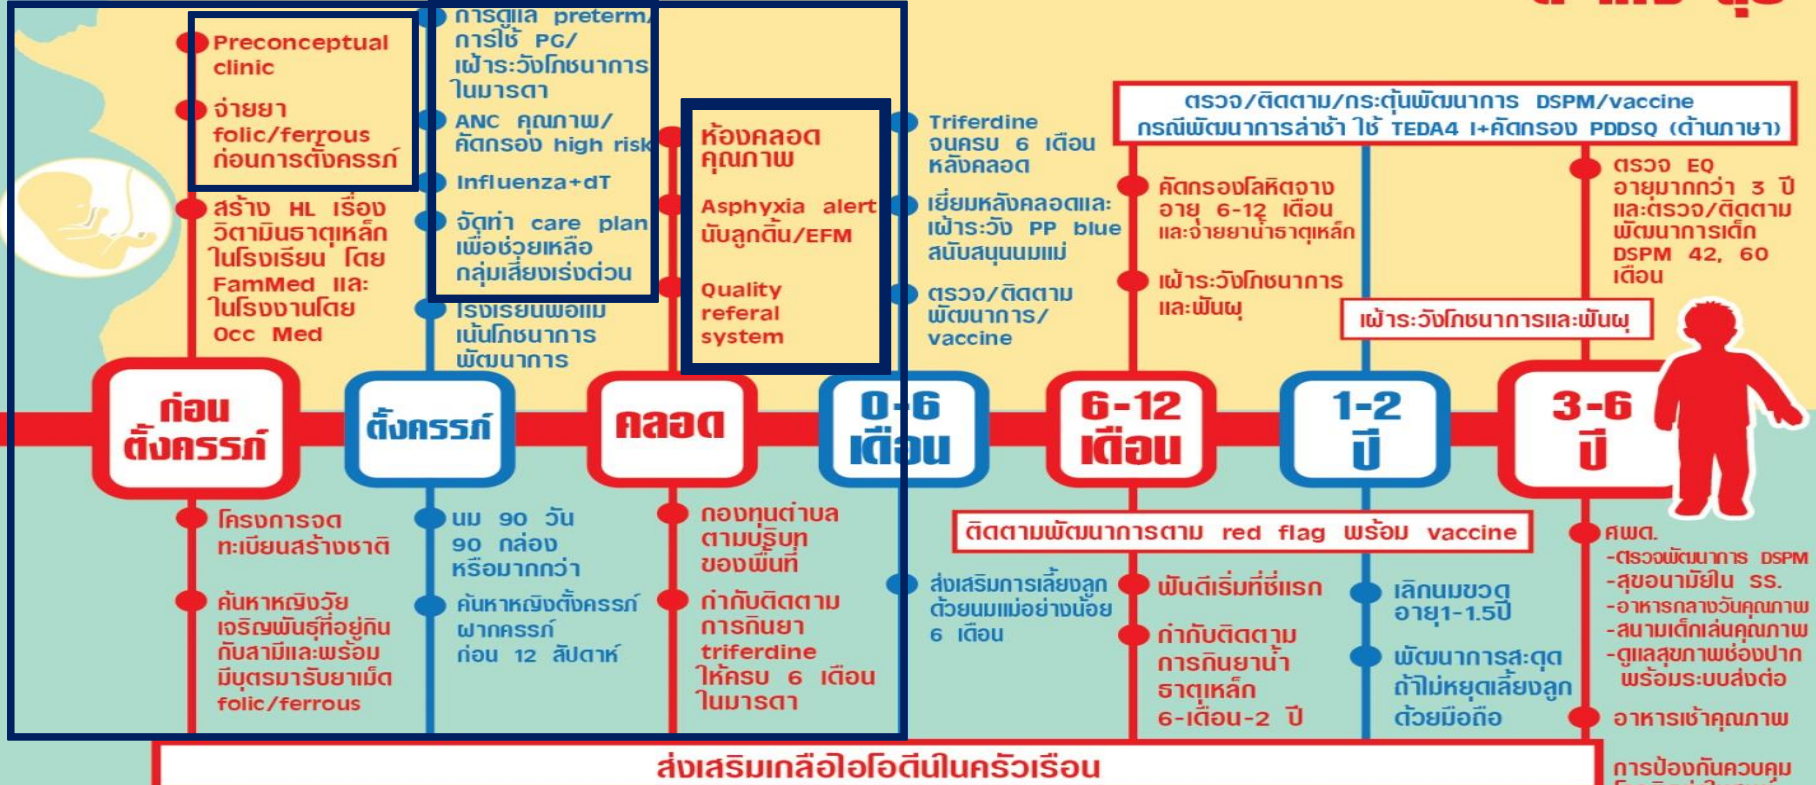 Preconceptual
clinic
จ่ายยา
folic/ferrous
ก่อนการตั้งครรภ์
สร้าง HL เรื่อง
วิตามินธาตุเหล็ก
ในโรงเรียน โดย
FamMed และ
ในโรงงานโดย
Occ Med
การดูแล preterm/
การใช้ PG/
เฝ้าระวังโภชนาการ
ในมารดา
ANC คุณภาพ/
คัดกรอง high risk
Influenza+dT
จัดทำ care plan
เพื่อช่วยเหลือ
กลุ่มเสี่ยงเร่งด่วน
โรงเรียนพ่อแม่
เน้นโภชนาการ
พัฒนาการ
ห้องคลอด
คุณภาพ
Asphyxia alert
นับลูกดิ้น/EFM
Quality
referal
system
Triferdine
จนครบ 6 เดือน
หลังคลอด
เยี่ยมหลังคลอดและ
เฝ้าระวัง PP blue
สนับสนุนนมแม่
ตรวจ/ติดตาม
พัฒนาการ/
vaccine
ตรวจ/ติดตาม/กระตุ้นพัฒนาการ DSPM/vaccine
กรณีพัฒนาการล่าช้า ใช้ TEDA4 I+คัดกรอง PDDSQ (ด้านภาษา)
คัดกรองโลหิตจาง
อายุ 6-12 เดือน
และจ่ายยาน้ำธาตุเหล็ก
เฝ้าระวังโภชนาการ
และฟันผุ
ตรวจ EQ
อายุมากกว่า 3 ปี
และตรวจ/ติดตาม
พัฒนาการเด็ก
DSPM 42, 60
เดือน
เฝ้าระวังโภชนาการและฟันผุ
ก่อน
ตั้งครรภ์
ตั้งครรภ์
คลอด
0-6
เดือน
6-12
เดือน
1-2
ปี
3-6
ปี
โครงการจด
ทะเบียนสร้างชาติ
ค้นหาหญิงวัย
เจริญพันธุ์ที่อยู่กิน
กับสามีและพร้อม
มีบุตรมารับยาเม็ด
folic/ferrous
นม 90 วัน
90 กล่อง
หรือมากกว่า
ค้นหาหญิงตั้งครรภ์
ฝากครรภ์
ก่อน 12 สัปดาห์
กองทุนตำบล
ตามบริบท
ของพื้นที่
กำกับติดตาม
การกินยา
triferdine
ให้ครบ 6 เดือน
ในมารดา
ติดตามพัฒนาการตาม red flag พร้อม vaccine
ส่งเสริมการเลี้ยงลูก
ด้วยนมแม่อย่างน้อย
6 เดือน
ฟันดีเริ่มที่ซี่แรก
กำกับติดตาม
การกินยาน้ำ
ธาตุเหล็ก
6-เดือน-2 ปี
เลิกนมขวด
อายุ1-1.5ปี
พัฒนาการสะดุด
ถ้าไม่หยุดเลี้ยงลูก
ด้วยมือถือ
ศพด.
-ตรวจพัฒนาการ DSPM
-สุขอนามัยใน รร.
-อาหารกลางวันคุณภาพ
-สนามเด็กเล่นคุณภาพ
-ดูแลสุขภาพช่องปาก
พร้อมระบบส่งต่อ
อาหารเช้าคุณภาพ
การป้องกันควบคุม
ส่งเสริมเกลือไอโอดีนในครัวเรือน